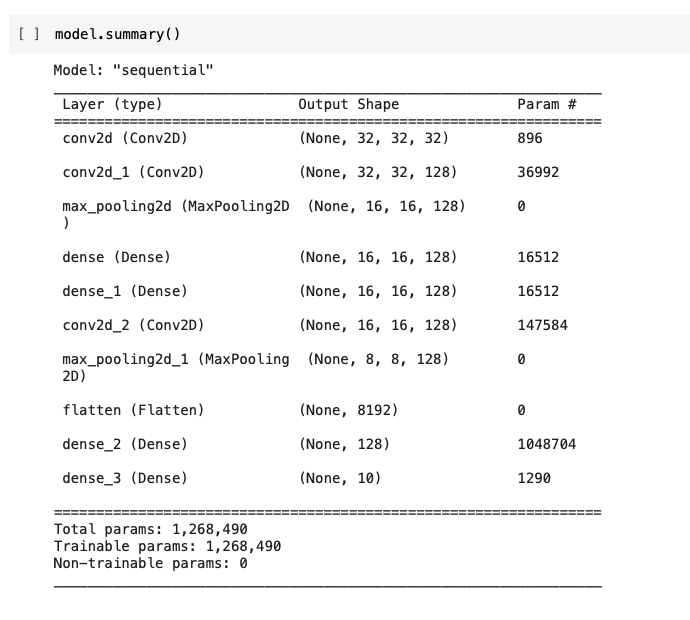 [ ] model.summary()
Model: "sequential"
Layer (type) Output Shape Param #
conv2d (Conv2D) (None, 32, 32, 32) 896
conv2d_1 (Conv2D) (None, 32, 32, 128) 36992
max_pooling2d (MaxPooling2D (None, 16, 16, 128) 0
)
dense (Dense) (None, 16, 16, 128) 16512
dense_1 (Dense) (None, 16, 16, 128) 16512
conv2d_2 (Conv2D) (None, 16, 16, 128) 147584
max_pooling2d_1 (MaxPooling (None, 8, 8, 128) 0
2D)
flatten (Flatten) (None, 8192) 0
dense_2 (Dense) (None, 128) 1048704
dense_3 (Dense) (None, 10) 1290
Total params: 1,268,490
Trainable params: 1,268,490
Non-trainable params: 0